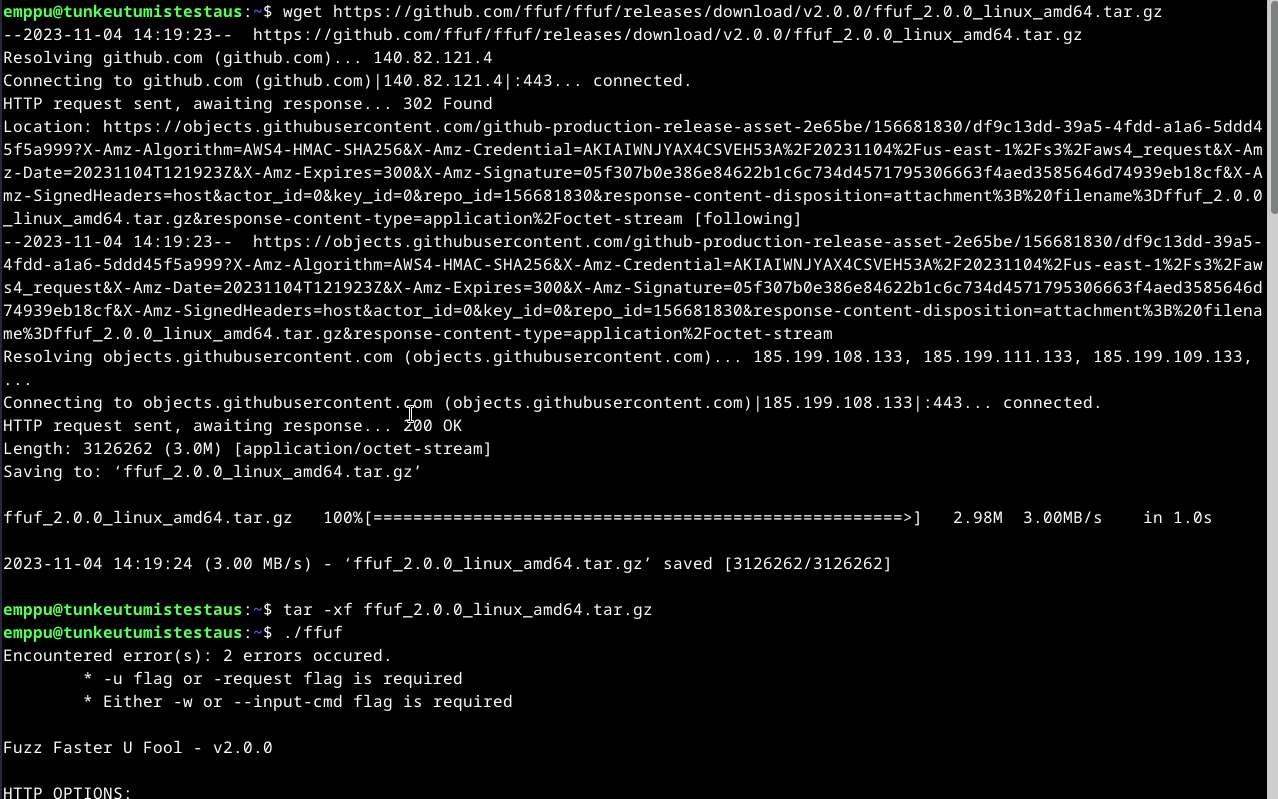 emppu@tunkeutumistestaus:~$ wget https://github.com/ffuf/ffuf/releases/download/v2.0.0/ffuf_2.0.0_linux_amd64.tar.gz
--2023-11-04 14:19:23--  https://github.com/ffuf/ffuf/releases/download/v2.0.0/ffuf_2.0.0_linux_amd64.tar.gz
Resolving github.com (github.com)... 140.82.121.4
Connecting to github.com (github.com)|140.82.121.4|:443... connected.
HTTP request sent, awaiting response... 302 Found
Location: https://objects.githubusercontent.com/github-production-release-asset-2e65be/156681830/df9c13dd-39a5-4fdd-a1a6-5ddd4
5f5a999?X-Amz-Algorithm=AWS4-HMAC-SHA256&X-Amz-Credential=AKIAIWNJYAX4CSVEH53A%2F20231104%2Fus-east-1%2Fs3%2Faws4_request&X-Am
z-Date=20231104T121923Z&X-Amz-Expires=300&X-Amz-Signature=05f307b0e386e84622b1c6c734d4571795306663f4aed3585646d74939eb18cf&X-A
mz-SignedHeaders=host&actor_id=0&key_id=0&repo_id=156681830&response-content-disposition=attachment%3B%20filename%3Dffuf_2.0.0
_linux_amd64.tar.gz&response-content-type=application%2Foctet-stream [following]
--2023-11-04 14:19:23--  https://objects.githubusercontent.com/github-production-release-asset-2e65be/156681830/df9c13dd-39a5-
4fdd-a1a6-5ddd45f5a999?X-Amz-Algorithm=AWS4-HMAC-SHA256&X-Amz-Credential=AKIAIWNJYAX4CSVEH53A%2F20231104%2Fus-east-1%2Fs3%2Faw
s4_request&X-Amz-Date=20231104T121923Z&X-Amz-Expires=300&X-Amz-Signature=05f307b0e386e84622b1c6c734d4571795306663f4aed3585646d
74939eb18cf&X-Amz-SignedHeaders=host&actor_id=0&key_id=0&repo_id=156681830&response-content-disposition=attachment%3B%20filena
me%3Dffuf_2.0.0_linux_amd64.tar.gz&response-content-type=application%2Foctet-stream
Resolving objects.githubusercontent.com (objects.githubusercontent.com)... 185.199.108.133, 185.199.111.133, 185.199.109.133,
...
Connecting to objects.githubusercontent.com (objects.githubusercontent.com)|185.199.108.133|:443... connected.
HTTP request sent, awaiting response... 200 OK
Length: 3126262 (3.0M) [application/octet-stream]
Saving to: ‘ffuf_2.0.0_linux_amd64.tar.gz’
ffuf_2.0.0_linux_amd64.tar.gz   100%[=====================================================>]   2.98M  3.00MB/s    in 1.0s
2023-11-04 14:19:24 (3.00 MB/s) - ‘ffuf_2.0.0_linux_amd64.tar.gz’ saved [3126262/3126262]
emppu@tunkeutumistestaus:~$ tar -xf ffuf_2.0.0_linux_amd64.tar.gz
emppu@tunkeutumistestaus:~$ ./ffuf
Encountered error(s): 2 errors occured.
        * -u flag or -request flag is required
        * Either -w or --input-cmd flag is required
Fuzz Faster U Fool - v2.0.0
HTTP OPTIONS: